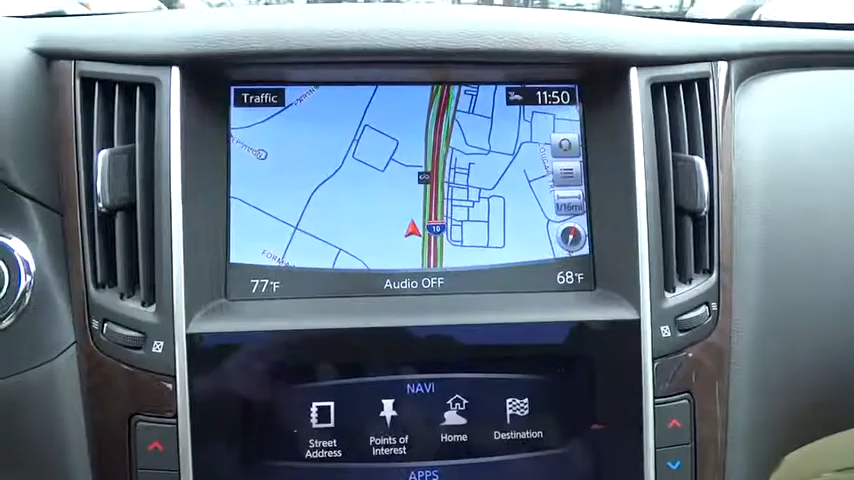 Traffic
11:50
10
1/16mi
FORMA
77°F
Audio OFF
68°F
NAVI
Street
Address
Points of
Interest
Home
Destination
APPS